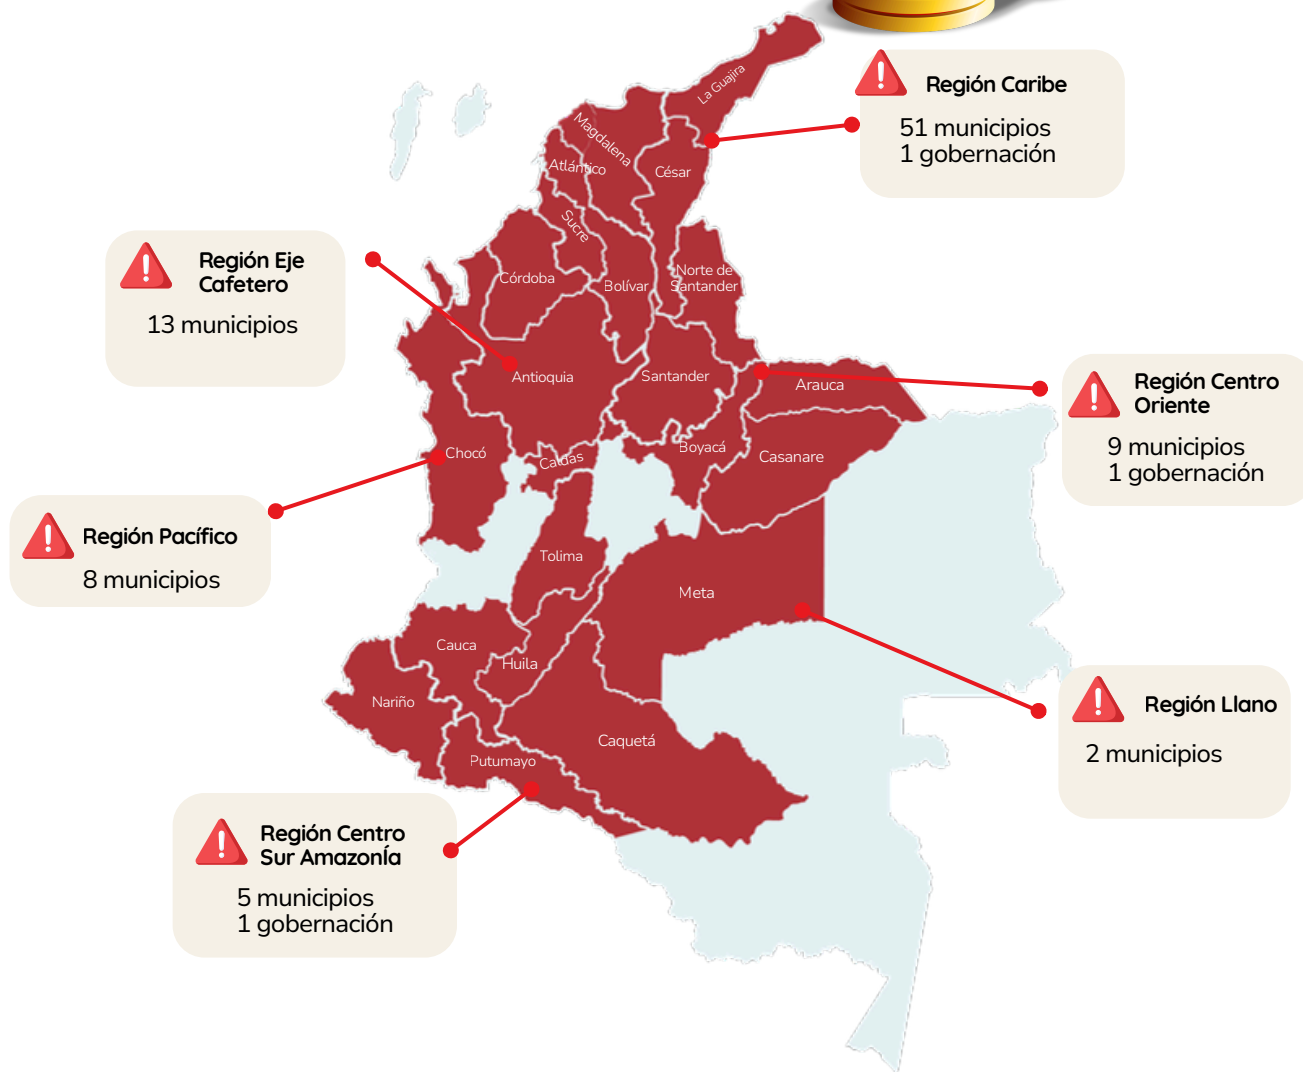 La Guajira
Magdalena
Atlántico
César
Sucre
Córdoba
Bolívar
Norte de
Santander
Antioquia
Santander
Arauca
Chocó
Caldas
Boyacá
Casanare
Tolima
Meta
Cauca
Huila
Nariño
Caquetá
Putumayo
Región Caribe
51 municipios
1 gobernación
Región Eje
Cafetero
13 municipios
Región Centro
Oriente
9 municipios
1 gobernación
Región Pacífico
8 municipios
Región Llano
2 municipios
Región Centro
Sur AmazonÍa
5 municipios
1 gobernación